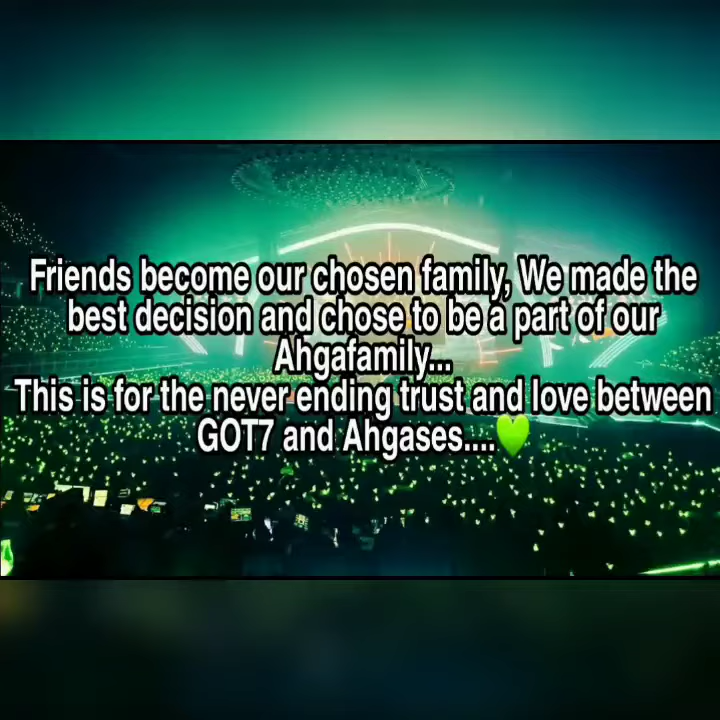 Friends become our chosen family, We made the
best decision and chose to be a part of our
Ahgafamily...
This is for the never ending trust and love between
GOT7 and Ahgases....💚